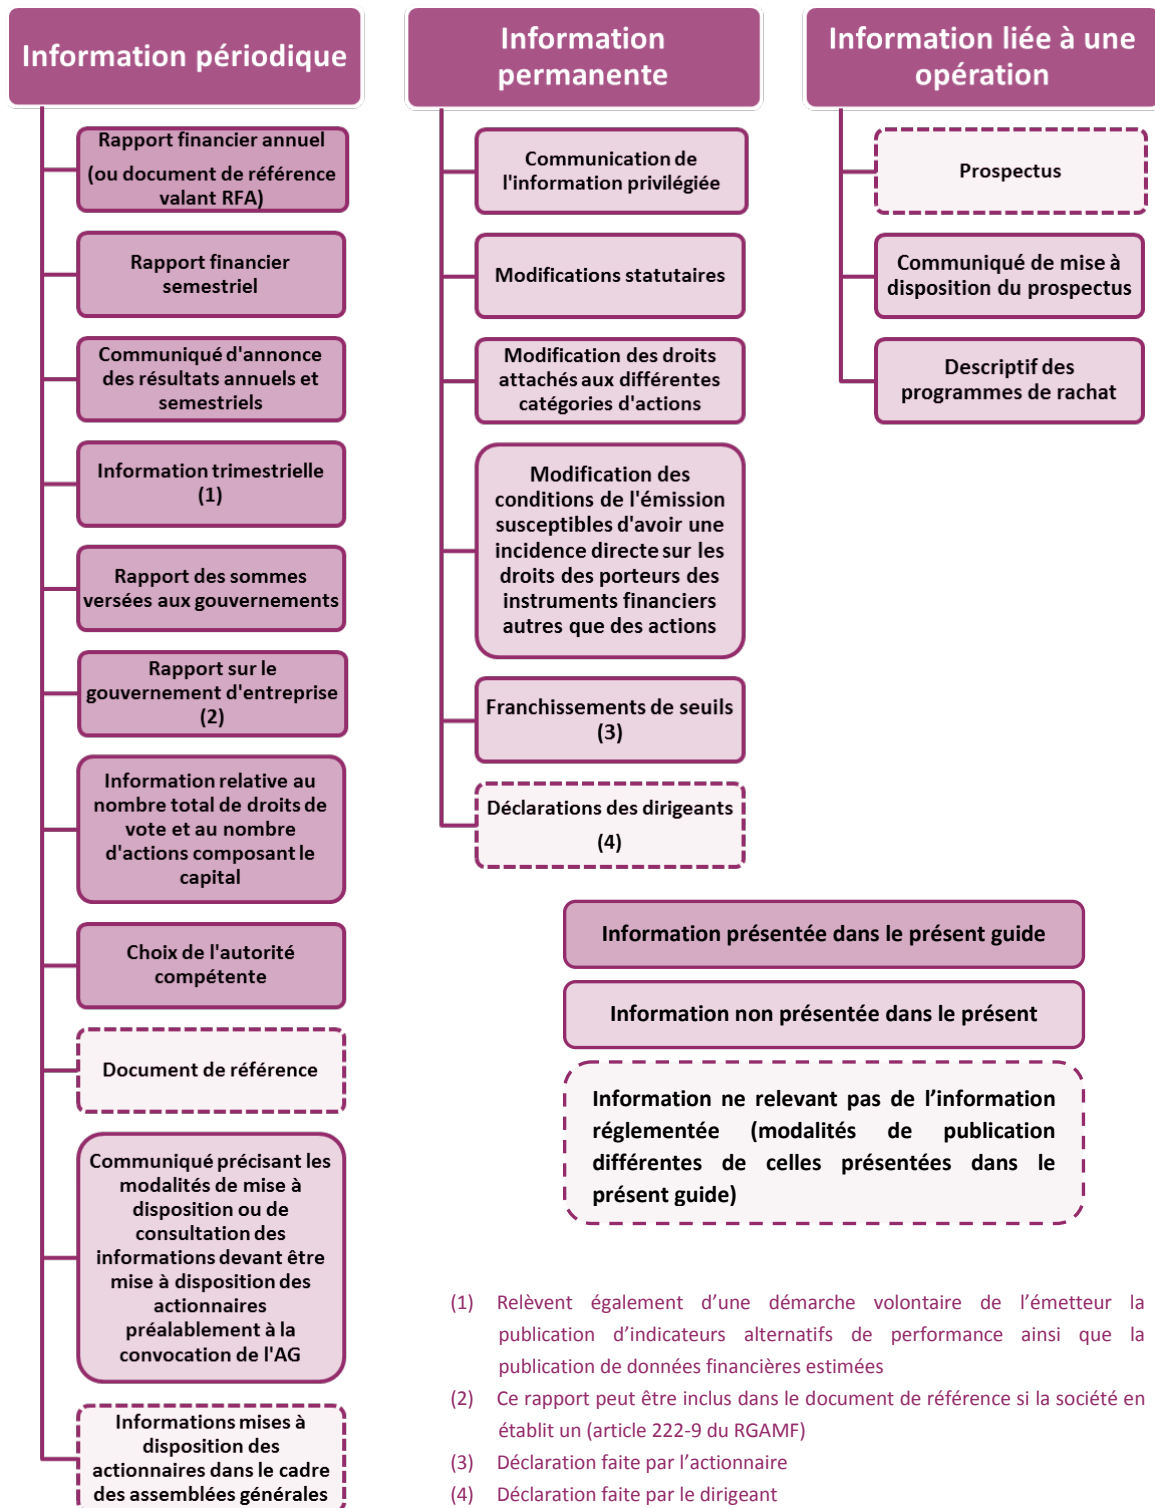 Information périodique
Rapport financier annuel
(ou document de référence
valant RFA)
Rapport financier
semestriel
Communiqué d'annonce
des résultats annuels et
semestriels
Information trimestrielle
(1)
Rapport des sommes
versées aux gouvernements
Rapport sur le
gouvernement d'entreprise
(2)
Information relative au
nombre total de droits de
vote et au nombre
d'actions composant le
capital
Choix de l'autorité
compétente
Document de référence
Communiqué précisant les
modalités de mise à
disposition ou de
consultation des
informations devant être
mise à disposition des
actionnaires
préalablement à la
convocation de l'AG
Informations mises à
disposition des
actionnaires dans le cadre
des assemblées générales
Information
permanente
Communication de
l'information privilégiée
Modifications statutaires
Modification des droits
attachés aux différentes
catégories d'actions
Modification des
conditions de l'émission
susceptibles d'avoir une
incidence directe sur les
droits des porteurs des
instruments financiers
autres que des actions
Franchissements de seuils
(3)
Déclarations des dirigeants
(4)
Information liée à une
opération
Prospectus
Communiqué de mise à
disposition du prospectus
Descriptif des
programmes de rachat
Information présentée dans le présent guide
Information non présentée dans le présent
Information ne relevant pas de l’information
réglementée (modalités de publication
différentes de celles présentées dans le
présent guide)
(1) Relèvent également d’une démarche volontaire de l’émetteur la
publication d’indicateurs alternatifs de performance ainsi que la
publication de données financières estimées
(2) Ce rapport peut être inclus dans le document de référence si la société en
établit un (article 222-9 du RGAMF)
(3) Déclaration faite par l’actionnaire
(4) Déclaration faite par le dirigeant